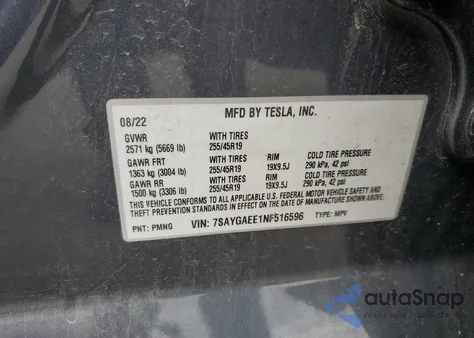 MFD BY TESLA, INC.
08/22
GVWR WITH TIRES
2571 kg (5669 lb) 255/45R19
GAWR FRT WITH TIRES RIM COLD TIRE PRESSURE
1363 kg (3004 lb) 255/45R19 19X9.5J 290 kPa, 42 psi
GAWR RR WITH TIRES RIM COLD TIRE PRESSURE
1500 kg (3306 lb) 255/45R19 19X9.5J 290 kPa, 42 psi
THIS VEHICLE CONFORMS TO ALL APPLICABLE U.S. FEDERAL MOTOR VEHICLE SAFETY AND
THEFT PREVENTION STANDARDS IN EFFECT ON THE DATE OF MANUFACTURE SHOWN ABOVE.
PNT: PMNG VIN: 7SAYGAEE1NF516596 TYPE: MPV
autoSnap